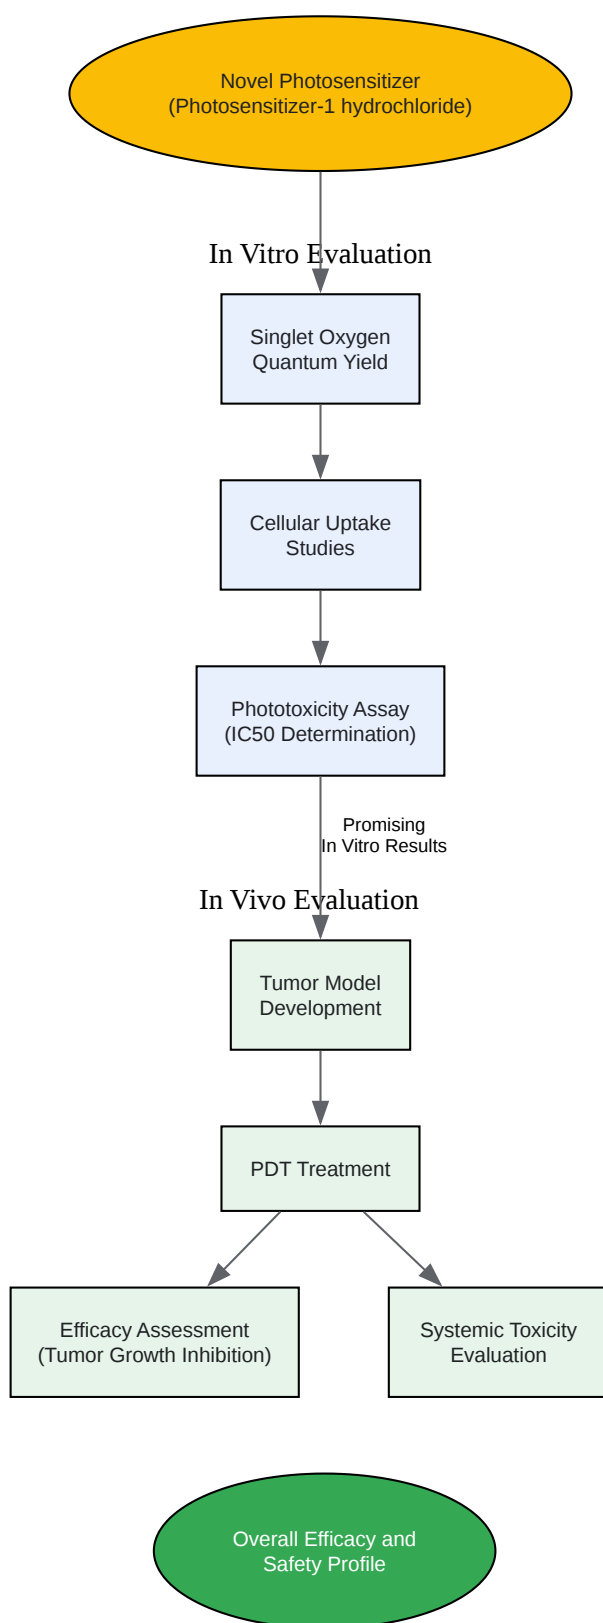 Novel Photosensitizer
(Photosensitizer-1 hydrochloride)
In Vitro Evaluation
Singlet Oxygen
Quantum Yield
Cellular Uptake
Studies
Phototoxicity Assay
(IC50 Determination)
Promising
In Vitro Results
In Vivo Evaluation
Tumor Model
Development
PDT Treatment
Efficacy Assessment
(Tumor Growth Inhibition)
Systemic Toxicity
Evaluation
Overall Efficacy and
Safety Profile